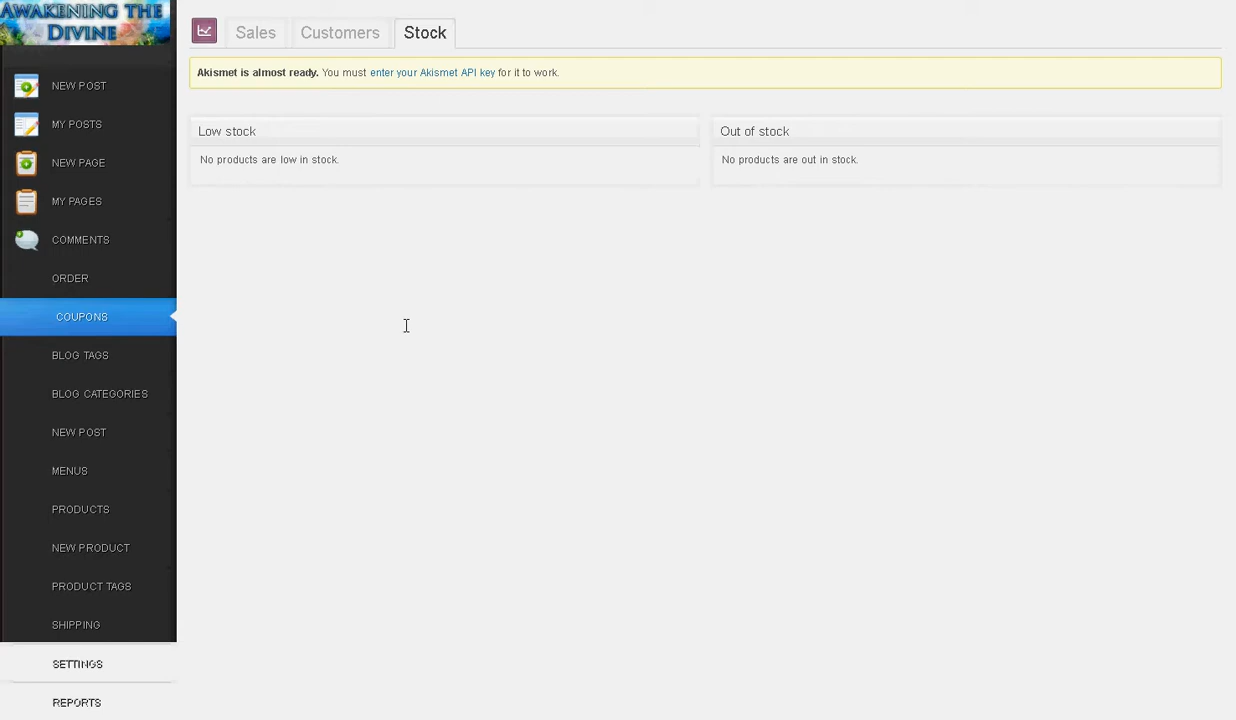 AWAKENING THE
DIVINE
NEW POST
MY POSTS
NEW PAGE
MY PAGES
COMMENTS
ORDER
COUPONS
BLOG TAGS
BLOG CATEGORIES
NEW POST
MENUS
PRODUCTS
NEW PRODUCT
PRODUCT TAGS
SHIPPING
SETTINGS
REPORTS
Sales Customers Stock
Akismet is almost ready. You must enter your Akismet API key for it to work.
Low stock
No products are low in stock.
Out of stock
No products are out in stock.